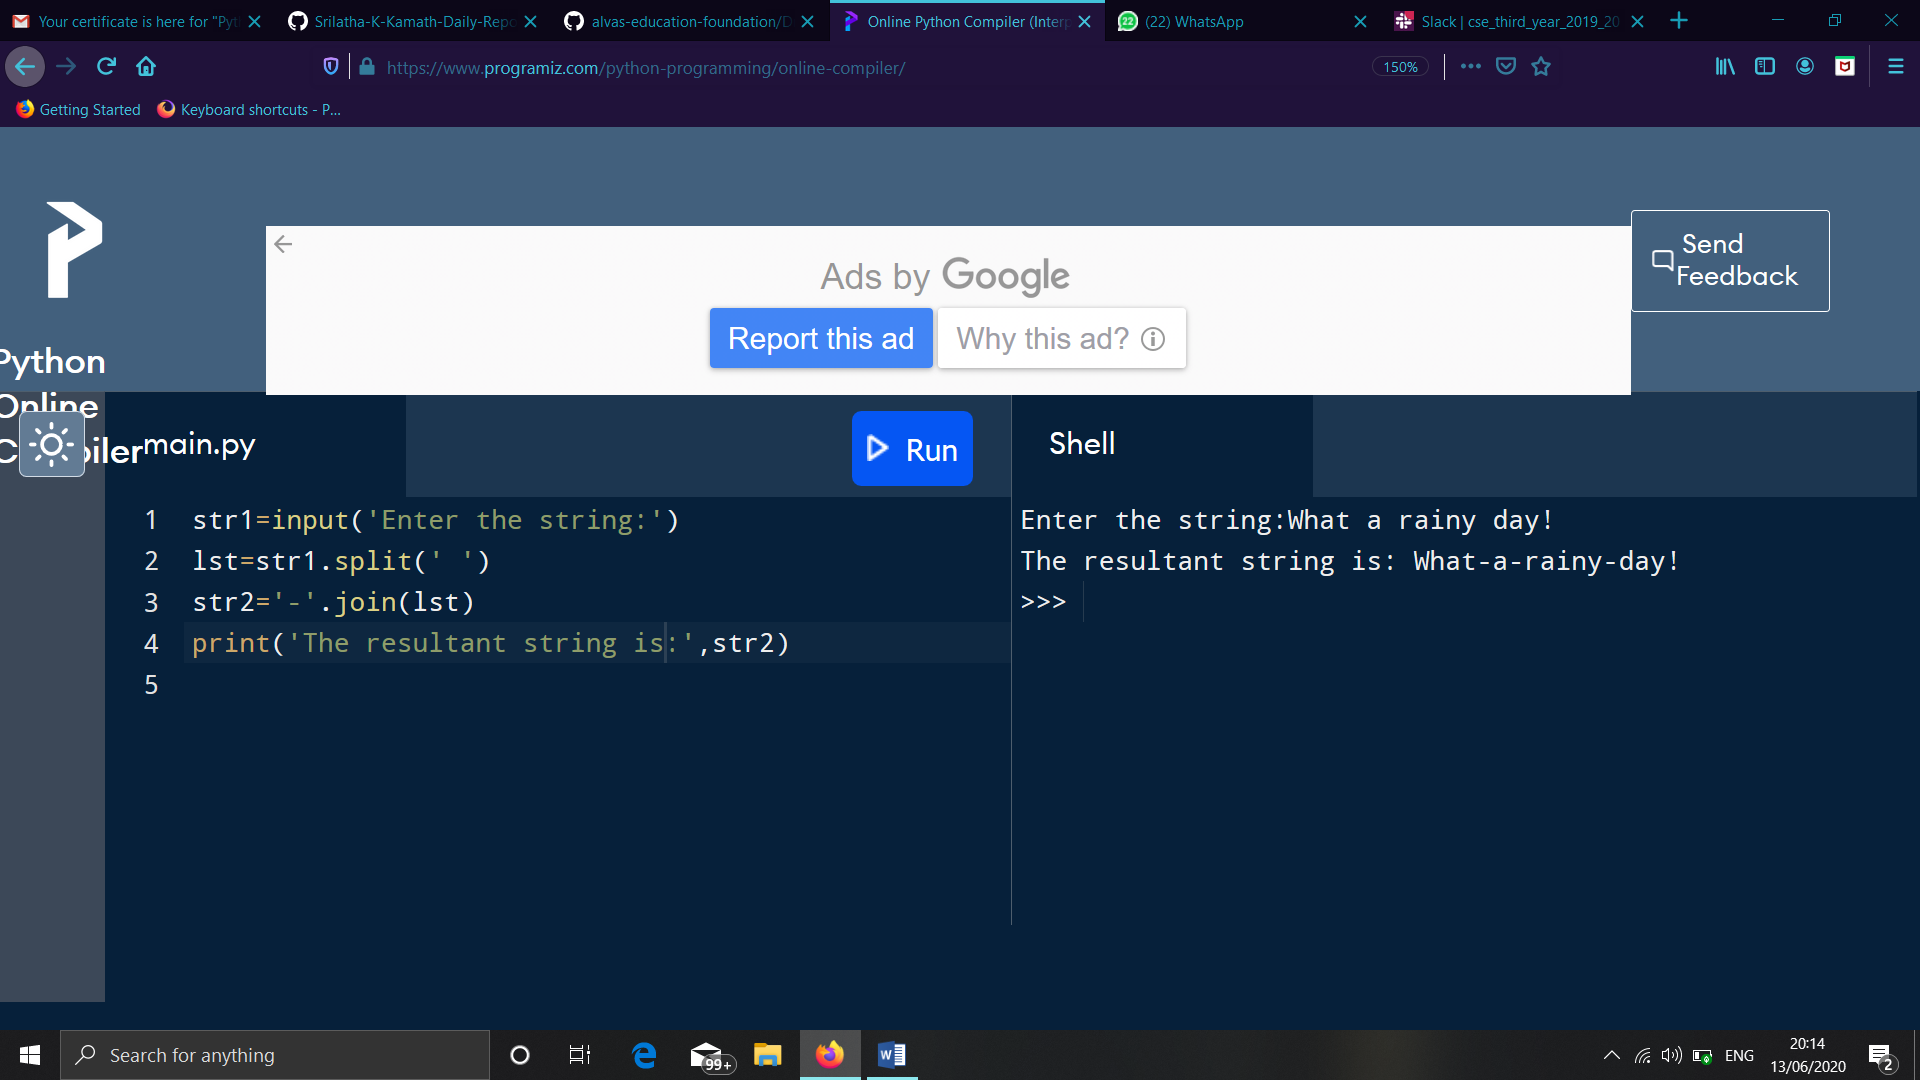 Your certificate is here for "Pyt
Srilatha-K-Kamath-Daily-Repo
alvas-education-foundation/D
Online Python Compiler (Interp
(22) WhatsApp
Slack | cse_third_year_2019_20
https://www.programiz.com/python-programming/online-compiler/
150%
Getting Started
Keyboard shortcuts - P...
Ads by Google
Report this ad
Why this ad?
Send
Feedback
Python
Online
main.py
Run
Shell
1 str1=input('Enter the string:')
2 lst=str1.split(' ')
3 str2='-'.join(lst)
4 print('The resultant string is:',str2)
5
Enter the string:What a rainy day!
The resultant string is: What-a-rainy-day!
>>>
Search for anything
99+
ENG
20:14
13/06/2020
2